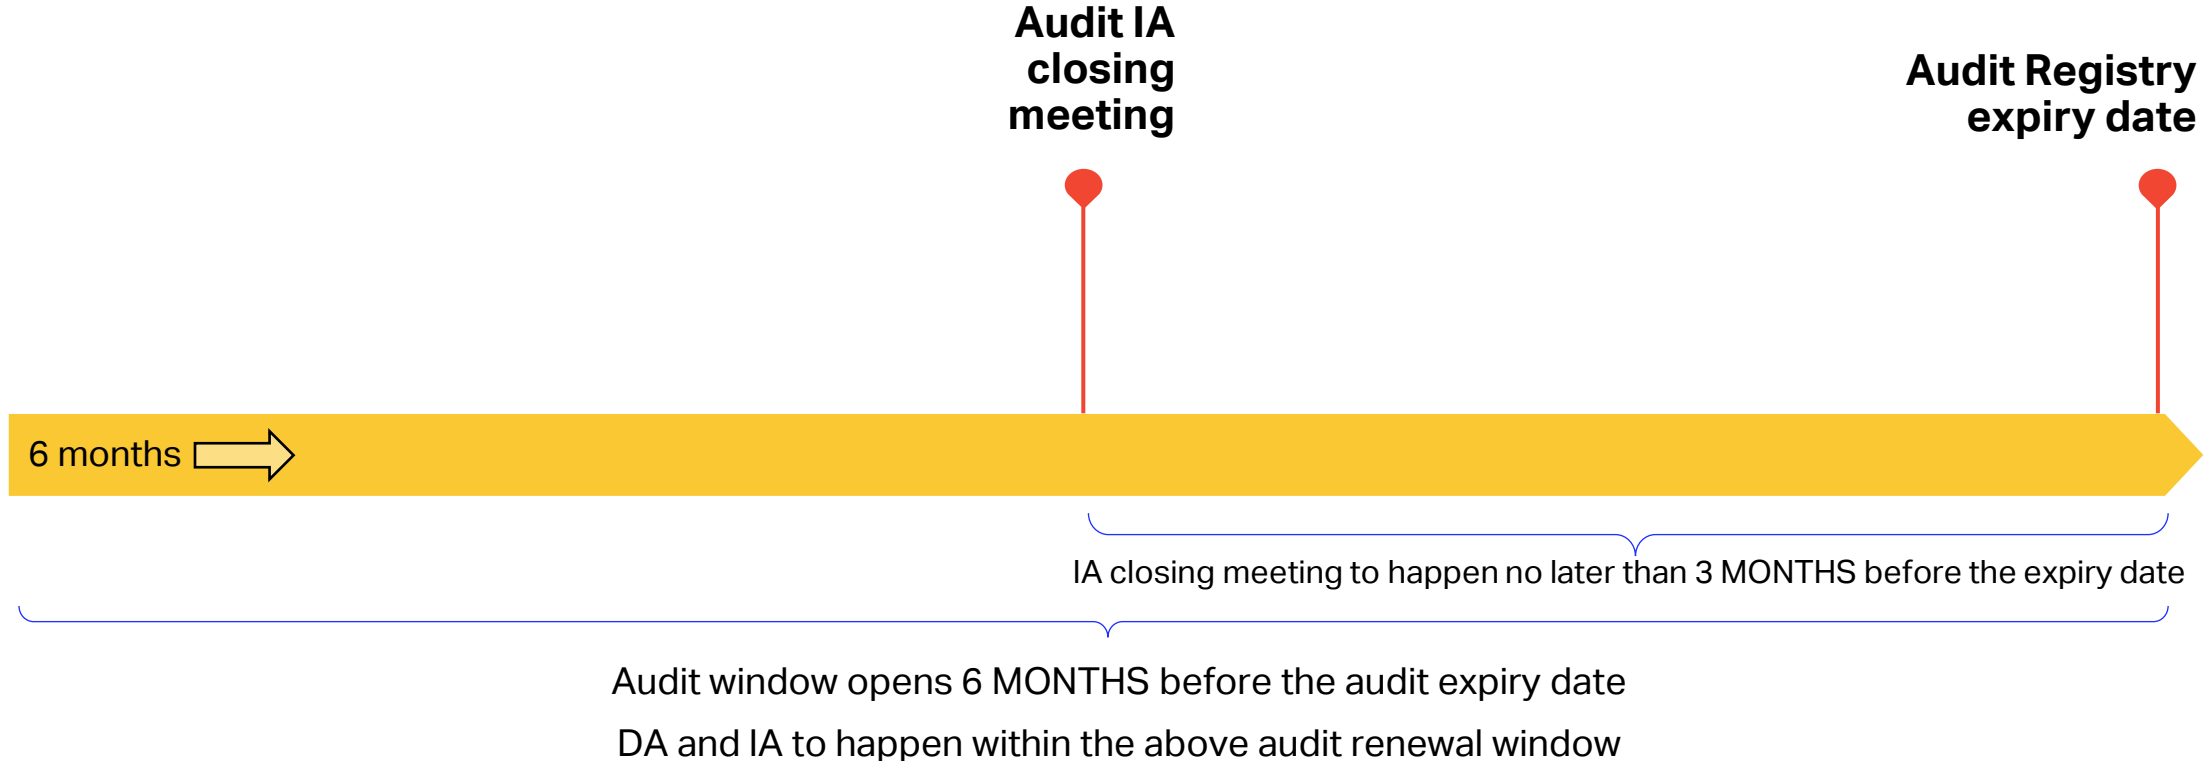 Audit IA
closing
meeting
Audit Registry
expiry date
6 months
IA closing meeting to happen no later than 3 MONTHS before the expiry date
Audit window opens 6 MONTHS before the audit expiry date
DA and IA to happen within the above audit renewal window